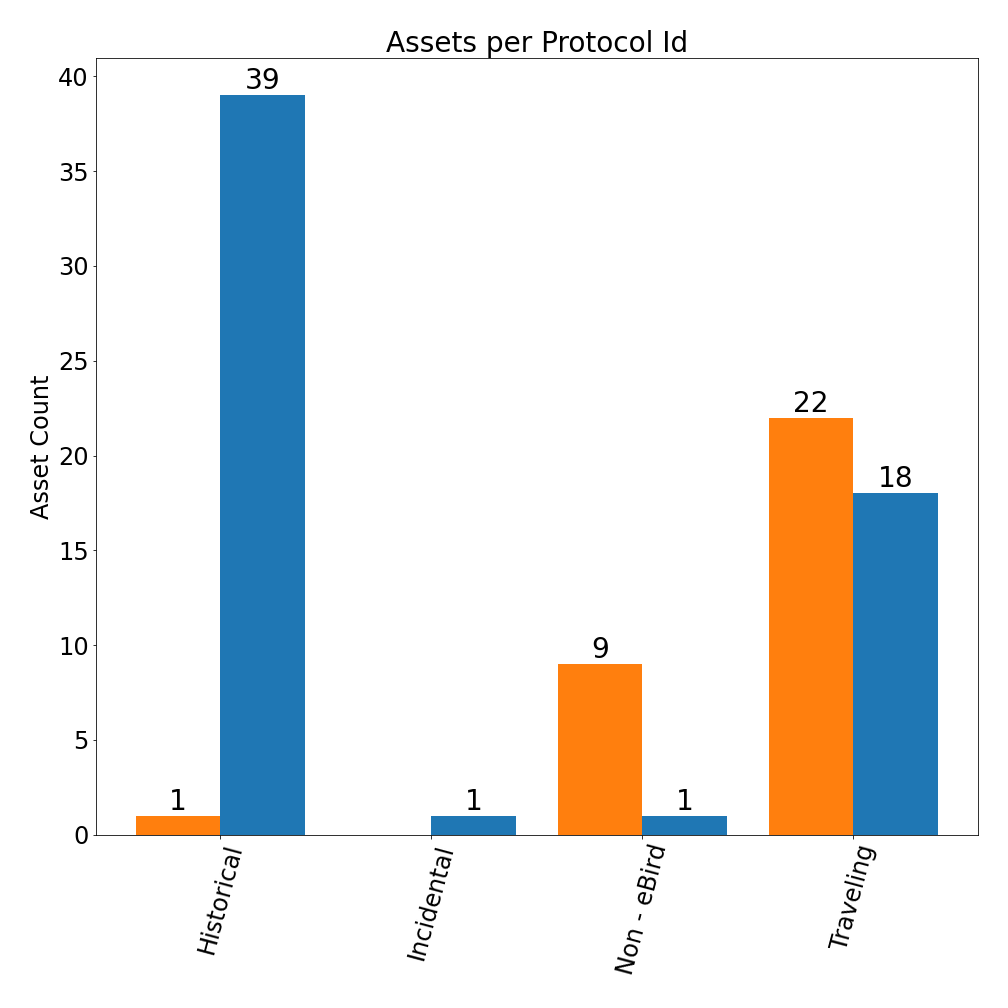 Assets per Protocol Id
Asset Count
40
35
30
25
20
15
10
5
0
1
39
1
9
1
22
18
Historical
Incidental
Non - eBird
Traveling